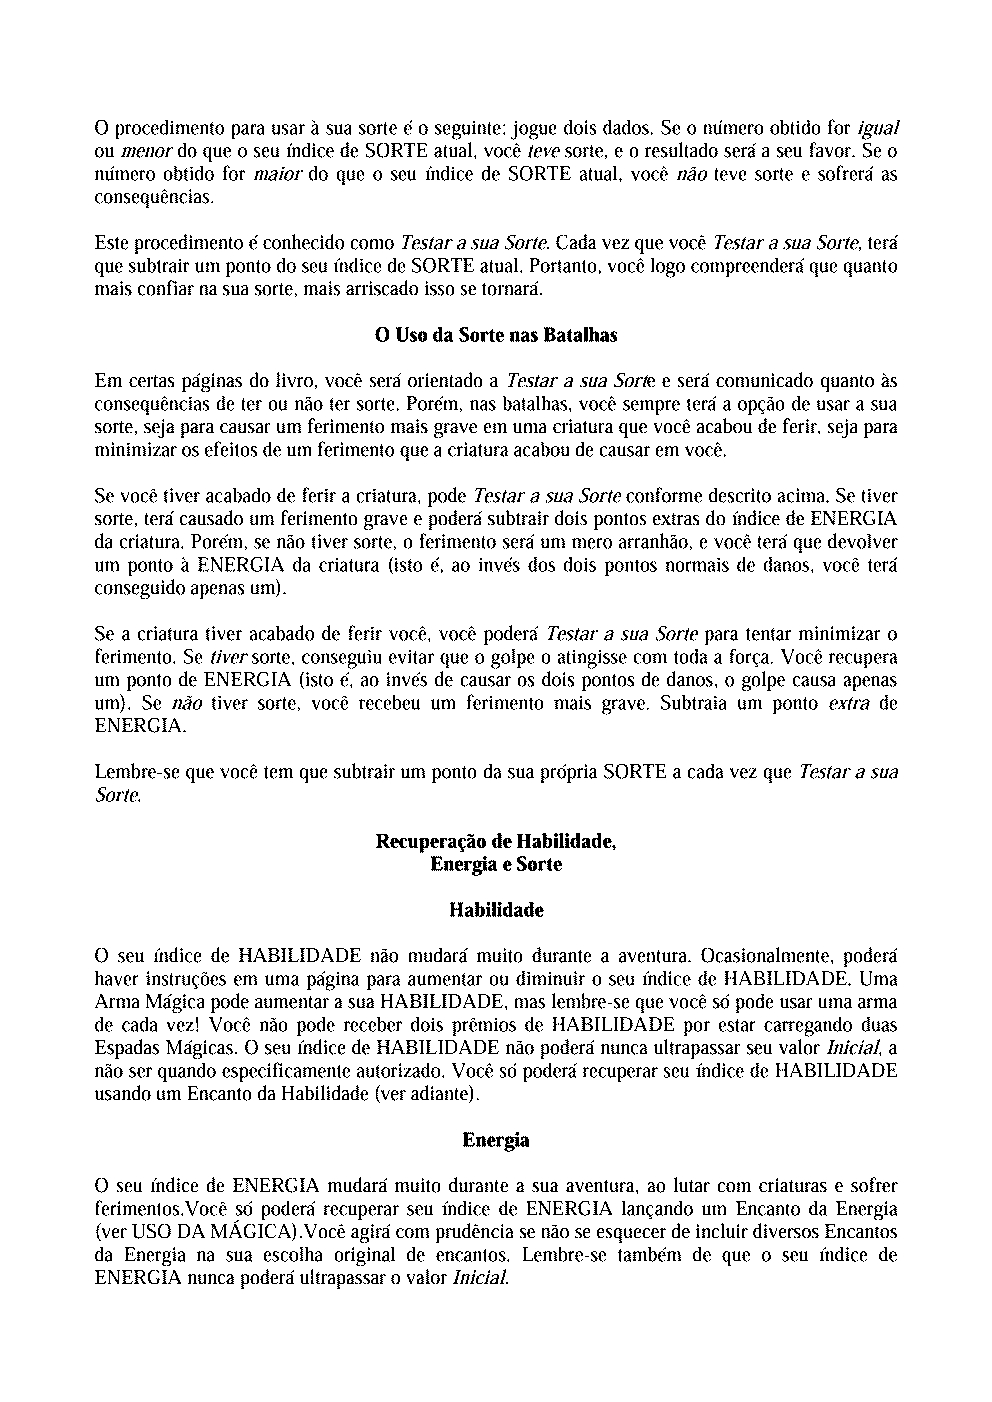 O procedimento para usar à sua sorte é o seguinte: jogue dois dados. Se o número obtido for igual
ou menor do que o seu índice de SORTE atual, você teve sorte, e o resultado será a seu favor. Se o
número obtido for maior do que o seu índice de SORTE atual, você não teve sorte e sofrerá as
consequências.
Este procedimento é conhecido como Testar a sua Sorte. Cada vez que você Testar a sua Sorte, terá
que subtrair um ponto do seu índice de SORTE atual. Portanto, você logo compreenderá que quanto
mais confiar na sua sorte, mais arriscado isso se tornará.
O Uso da Sorte nas Batalhas
Em certas páginas do livro, você será orientado a Testar a sua Sorte e será comunicado quanto às
consequências de ter ou não ter sorte. Porém, nas batalhas, você sempre terá a opção de usar a sua
sorte, seja para causar um ferimento mais grave em uma criatura que você acabou de ferir, seja para
minimizar os efeitos de um ferimento que a criatura acabou de causar em você.
Se você tiver acabado de ferir a criatura, pode Testar a sua Sorte conforme descrito acima. Se tiver
sorte, terá causado um ferimento grave e poderá subtrair dois pontos extras do índice de ENERGIA
da criatura. Porém, se não tiver sorte, o ferimento será um mero arranhão, e você terá que devolver
um ponto à ENERGIA da criatura (isto é, ao invés dos dois pontos normais de danos, você terá
conseguido apenas um).
Se a criatura tiver acabado de ferir você, você poderá Testar a sua Sorte para tentar minimizar o
ferimento. Se tiver sorte, conseguiu evitar que o golpe o atingisse com toda a força. Você recupera
um ponto de ENERGIA (isto é, ao invés de causar os dois pontos de danos, o golpe causa apenas
um). Se não tiver sorte, você recebeu um ferimento mais grave. Subtraia um ponto extra de
ENERGIA.
Lembre-se que você tem que subtrair um ponto da sua própria SORTE a cada vez que Testar a sua
Sorte.
Recuperação de Habilidade,
Energia e Sorte
Habilidade
O seu índice de HABILIDADE não mudará muito durante a aventura. Ocasionalmente, poderá
haver instruções em uma página para aumentar ou diminuir o seu índice de HABILIDADE. Uma
Arma Mágica pode aumentar a sua HABILIDADE, mas lembre-se que você só pode usar uma arma
de cada vez! Você não pode receber dois prêmios de HABILIDADE por estar carregando duas
Espadas Mágicas. O seu índice de HABILIDADE não poderá nunca ultrapassar seu valor Inicial, a
não ser quando especificamente autorizado. Você só poderá recuperar seu índice de HABILIDADE
usando um Encanto da Habilidade (ver adiante).
Energia
O seu índice de ENERGIA mudará muito durante a sua aventura, ao lutar com criaturas e sofrer
ferimentos.Você só poderá recuperar seu índice de ENERGIA lançando um Encanto da Energia
(ver USO DA MÁGICA).Você agirá com prudência se não se esquecer de incluir diversos Encantos
da Energia na sua escolha original de encantos. Lembre-se também de que o seu índice de
ENERGIA nunca poderá ultrapassar o valor Inicial.